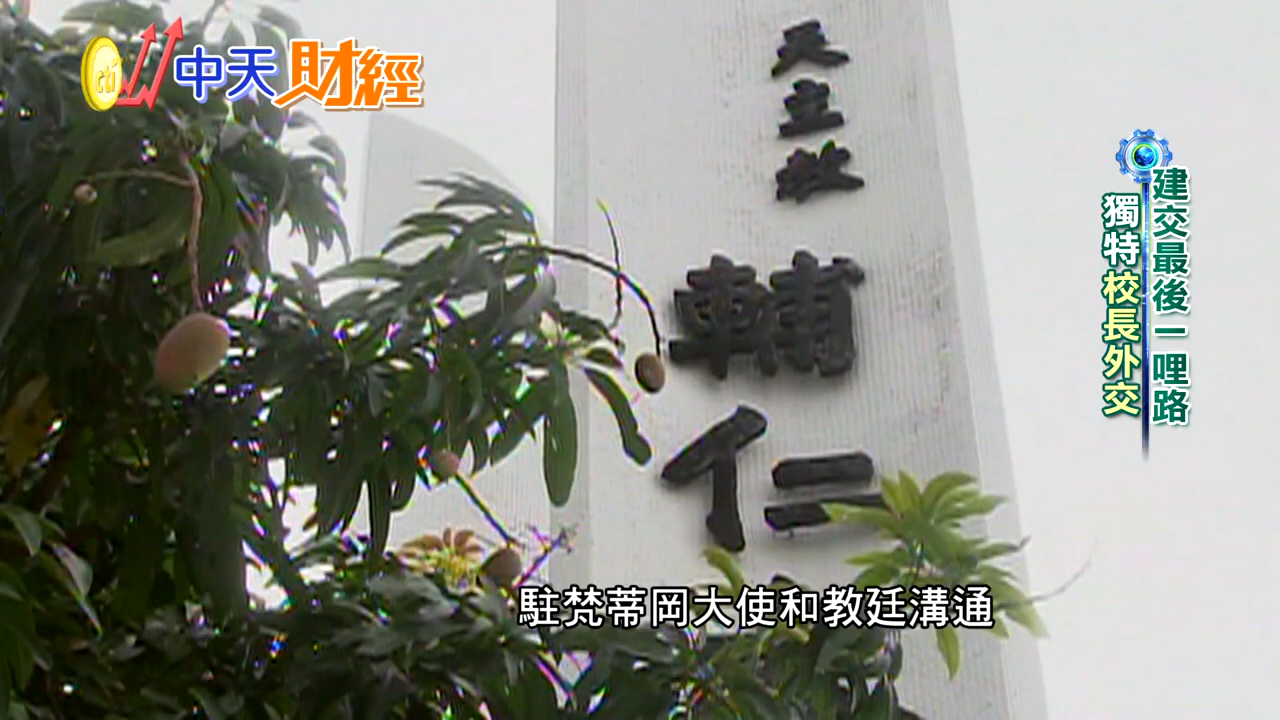 中天財經
天主教
輔仁
建交最後一哩路
獨特校長外交
駐梵蒂岡大使和教廷溝通